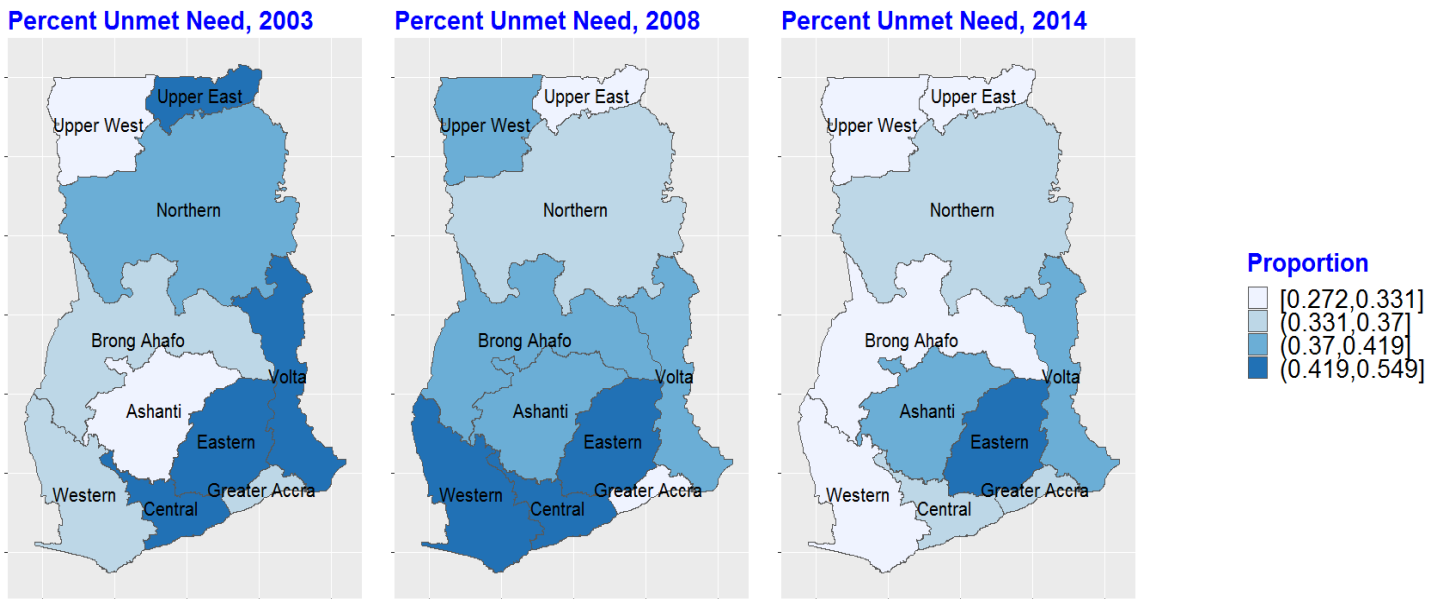 Percent Unmet Need, 2003
Upper East
Upper West
Northern
Brong Ahafo
Volta
Ashanti
Eastern
Western
Greater Accra
Central
Percent Unmet Need, 2008
Upper East
Upper West
Northern
Brong Ahafo
Volta
Ashanti
Eastern
Western
Greater Accra
Central
Percent Unmet Need, 2014
Upper East
Upper West
Northern
Brong Ahafo
Volta
Ashanti
Eastern
Western
Greater Accra
Central
Proportion
[0.272,0.331]
(0.331,0.37]
(0.37,0.419]
(0.419,0.549]